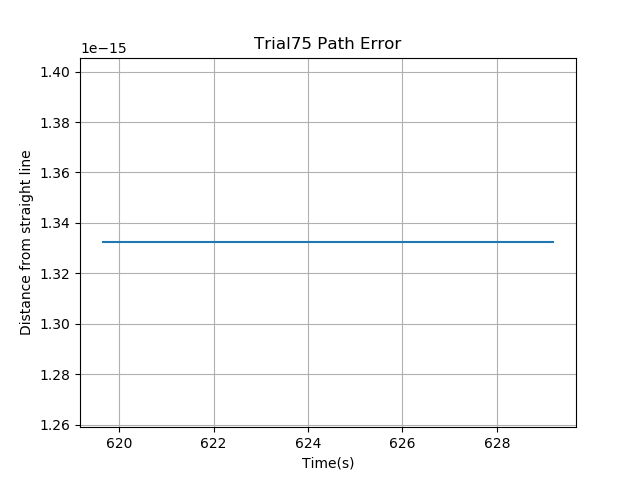 Trial75 Path Error
1e−15
1.40
1.38
1.36
1.34
1.32
1.30
1.28
1.26
Distance from straight line
620 622 624 626 628
Time(s)